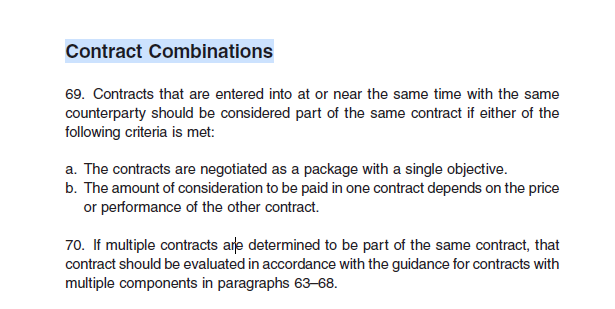 Contract Combinations
69. Contracts that are entered into at or near the same time with the same
counterparty should be considered part of the same contract if either of the
following criteria is met:
a. The contracts are negotiated as a package with a single objective.
b. The amount of consideration to be paid in one contract depends on the price
or performance of the other contract.
70. If multiple contracts are determined to be part of the same contract, that
contract should be evaluated in accordance with the guidance for contracts with
multiple components in paragraphs 63–68.